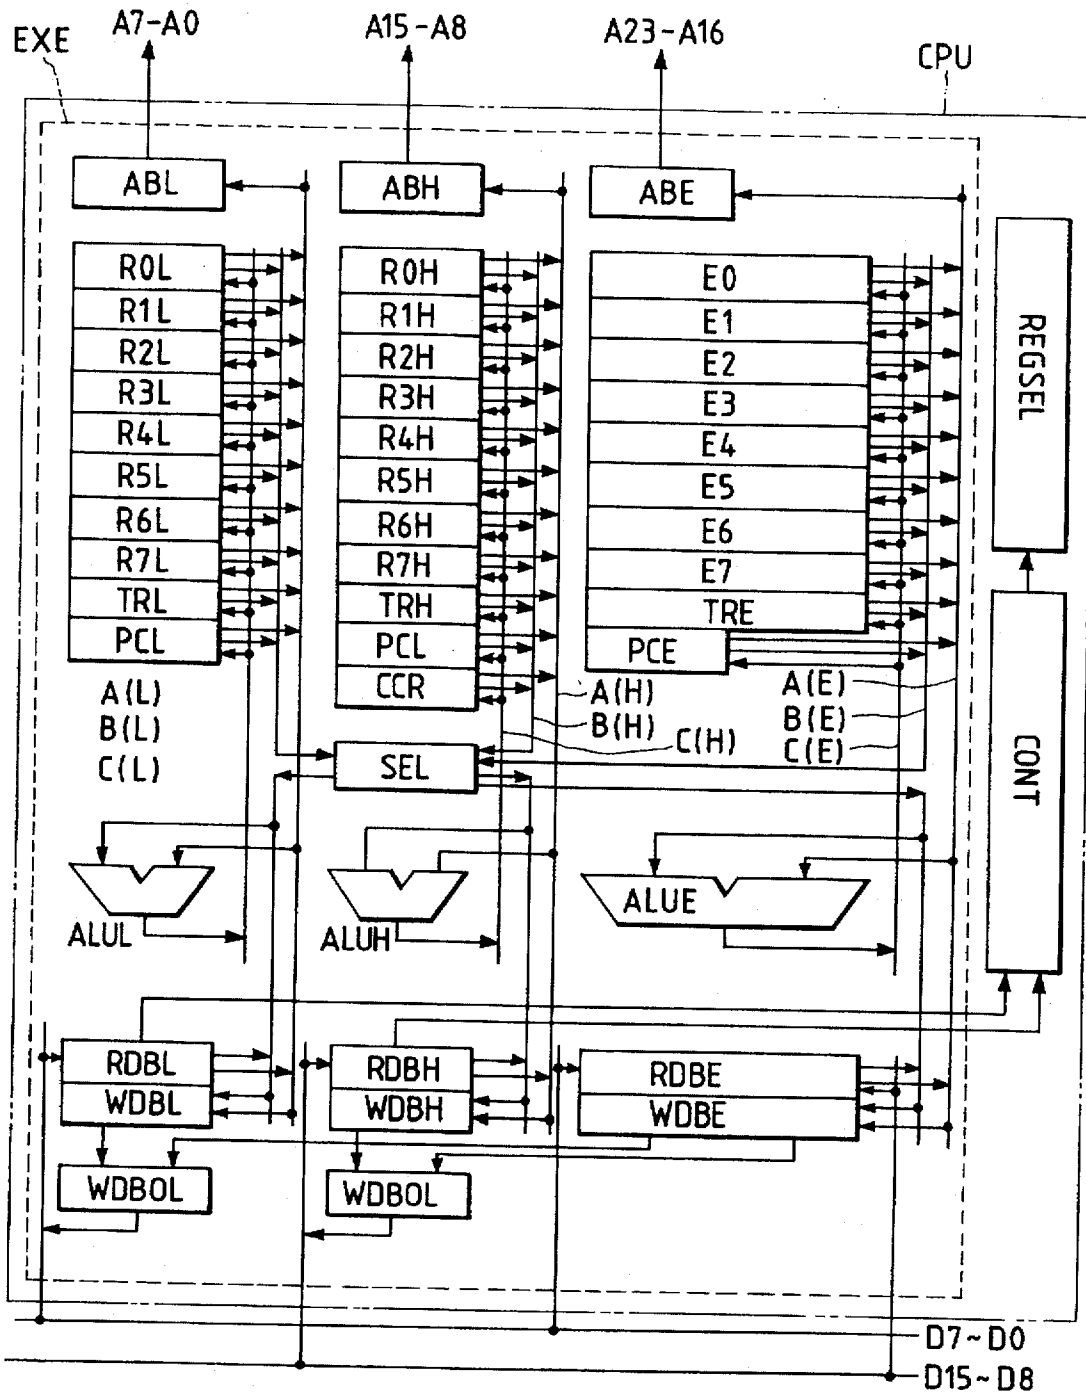 A7-A0
A15-A8
A23-A16
EXE
CPU
ABL
ABH
ABE
R0L
R1L
R2L
R3L
R4L
R5L
R6L
R7L
TRL
PCL
R0H
R1H
R2H
R3H
R4H
R5H
R6H
R7H
TRH
PCL
CCR
E0
E1
E2
E3
E4
E5
E6
E7
TRE
PCE
REGSEL
CONT
A(L)
B(L)
C(L)
A(H)
B(H)
C(H)
A(E)
B(E)
C(E)
SEL
ALUL
ALUH
ALUE
RDBL
WDBL
RDBH
WDBH
RDBE
WDBE
WDBOL
WDBOL
D7~D0
D15~D8